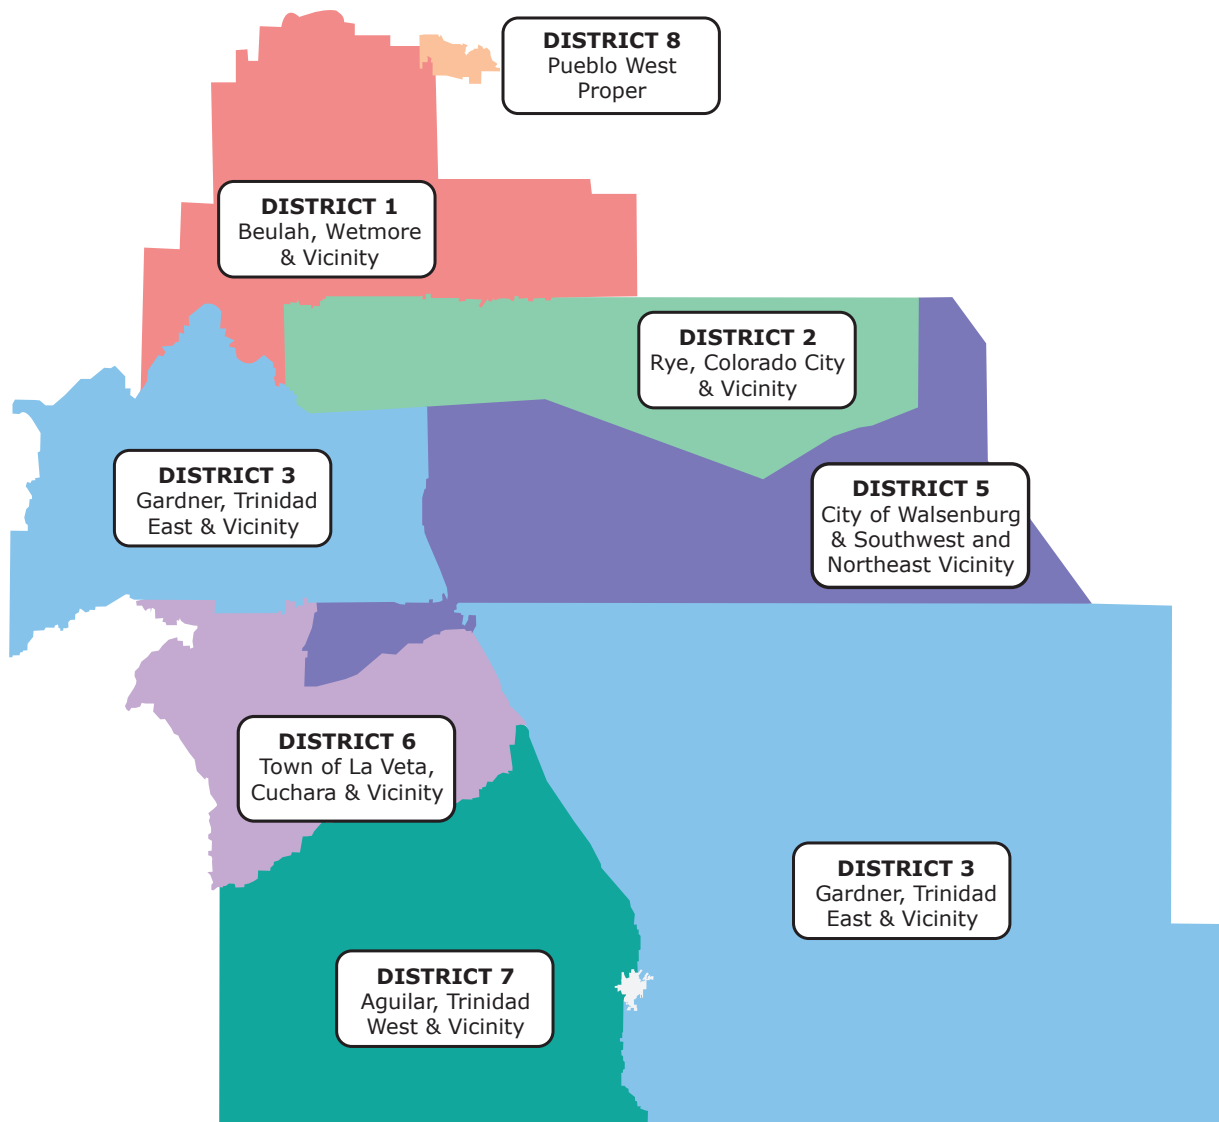 DISTRICT 8
Pueblo West
Proper
DISTRICT 1
Beulah, Wetmore
& Vicinity
DISTRICT 2
Rye, Colorado City
& Vicinity
DISTRICT 3
Gardner, Trinidad
East & Vicinity
DISTRICT 5
City of Walsenburg
& Southwest and
Northeast Vicinity
DISTRICT 6
Town of La Veta,
Cuchara & Vicinity
DISTRICT 3
Gardner, Trinidad
East & Vicinity
DISTRICT 7
Aguilar, Trinidad
West & Vicinity